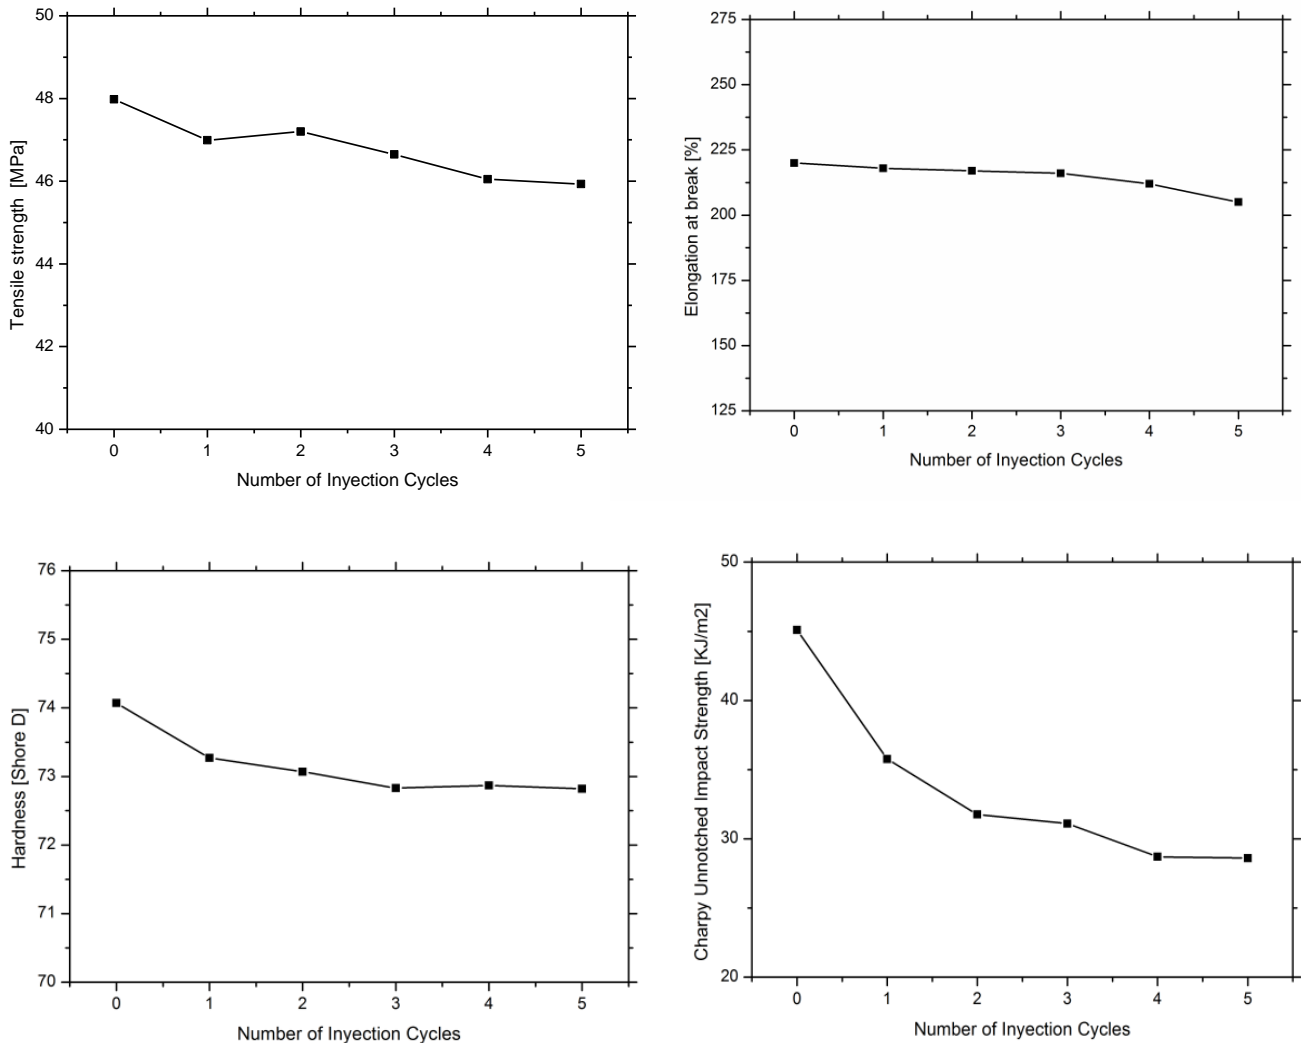 50
48
46
44
42
40
Tensile strength [MPa]
0 1 2 3 4 5
Number of Inyection Cycles
275
250
225
200
175
150
125
Elongation at break [%]
0 1 2 3 4 5
Number of Inyection Cycles
76
75
74
73
72
71
70
Hardness [Shore D]
0 1 2 3 4 5
Number of Inyection Cycles
50
40
30
20
Charpy Unnotched Impact Strength [KJ/m2]
0 1 2 3 4 5
Number of Inyection Cycles